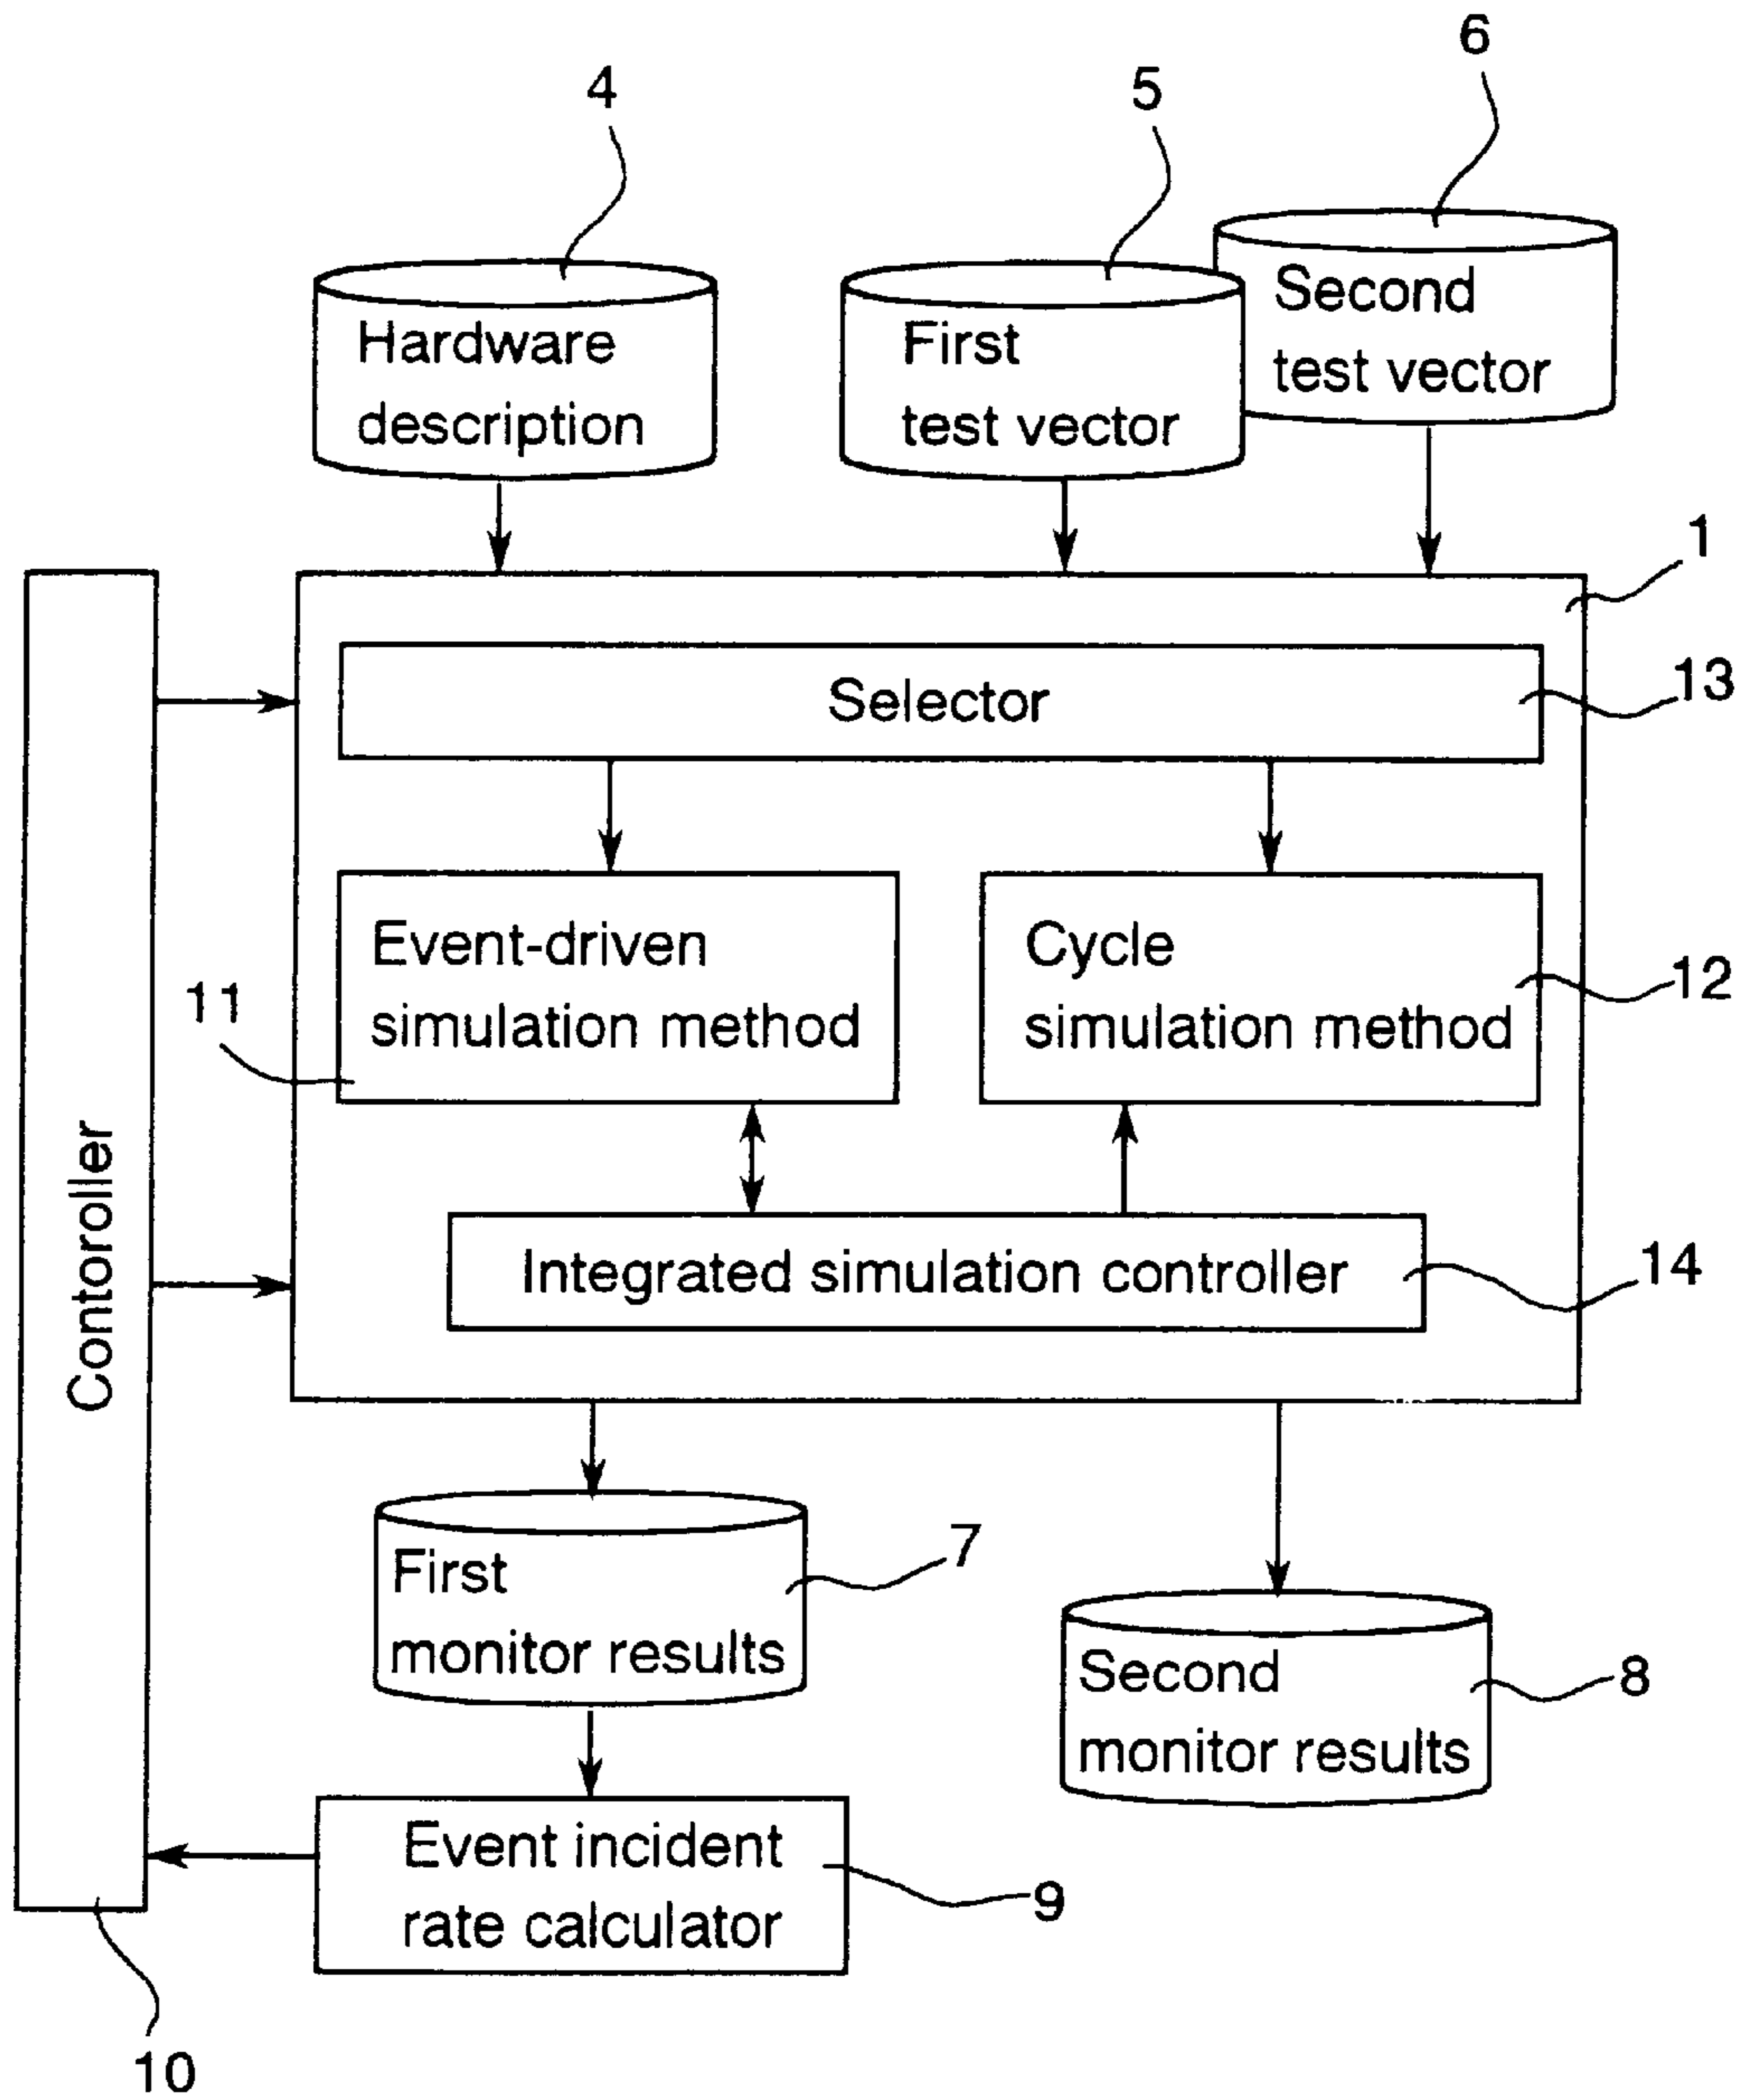 6
4
5
Second
test vector
Hardware
description
First
test vector
1
Selector
13
Event-driven
simulation method
Cycle
simulation method
12
11
Contoroller
Integrated simulation controller
14
First
monitor results
7
Second
monitor results
8
Event incident
rate calculator
9
10